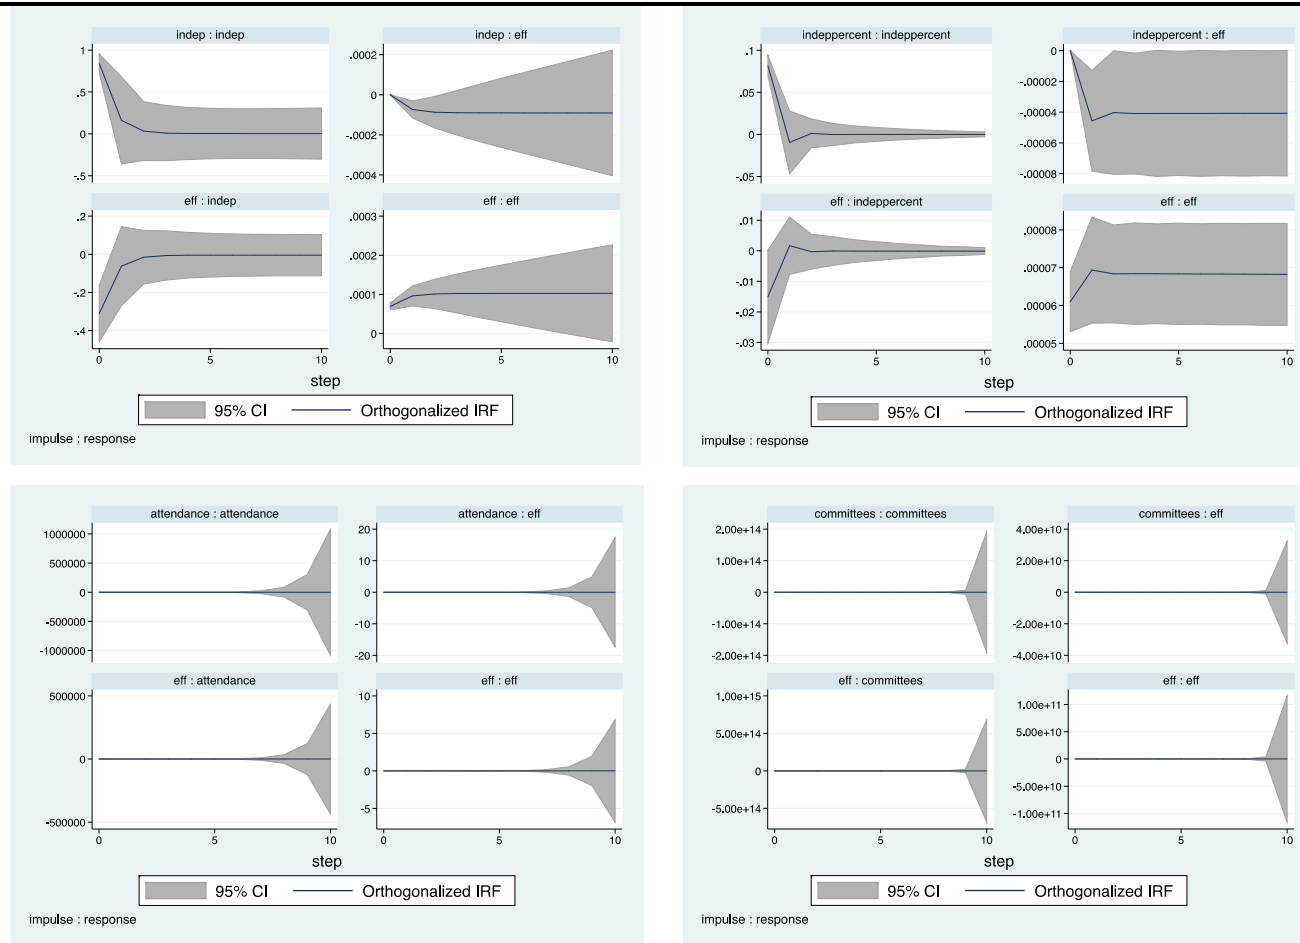 indep : indep
indep : eff
1
.5
0
-.5
.0002
0
-.0002
-.0004
eff : indep
eff : eff
.2
0
-.2
-.4
.0003
.0002
.0001
0
0 5 10
0 5 10
step
95% CI Orthogonalized IRF
impulse : response
indeppercent : indeppercent
indeppercent : eff
.1
.05
0
-.05
0
-.00002
-.00004
-.00006
-.00008
eff : indeppercent
eff : eff
.01
0
-.01
-.02
-.03
.00008
.00007
.00006
.00005
0 5 10
0 5 10
step
95% CI Orthogonalized IRF
impulse : response
attendance : attendance
attendance : eff
1000000
500000
0
-500000
-1000000
20
10
0
-10
-20
eff : attendance
eff : eff
500000
0
-500000
10
5
0
-5
0 5 10
0 5 10
step
95% CI Orthogonalized IRF
impulse : response
committees : committees
committees : eff
2.00e+14
1.00e+14
0
-1.00e+14
-2.00e+14
4.00e+10
2.00e+10
0
-2.00e+10
-4.00e+10
eff : committees
eff : eff
1.00e+15
5.00e+14
0
-5.00e+14
1.00e+11
5.00e+10
0
-5.00e+10
-1.00e+11
0 5 10
0 5 10
step
95% CI Orthogonalized IRF
impulse : response